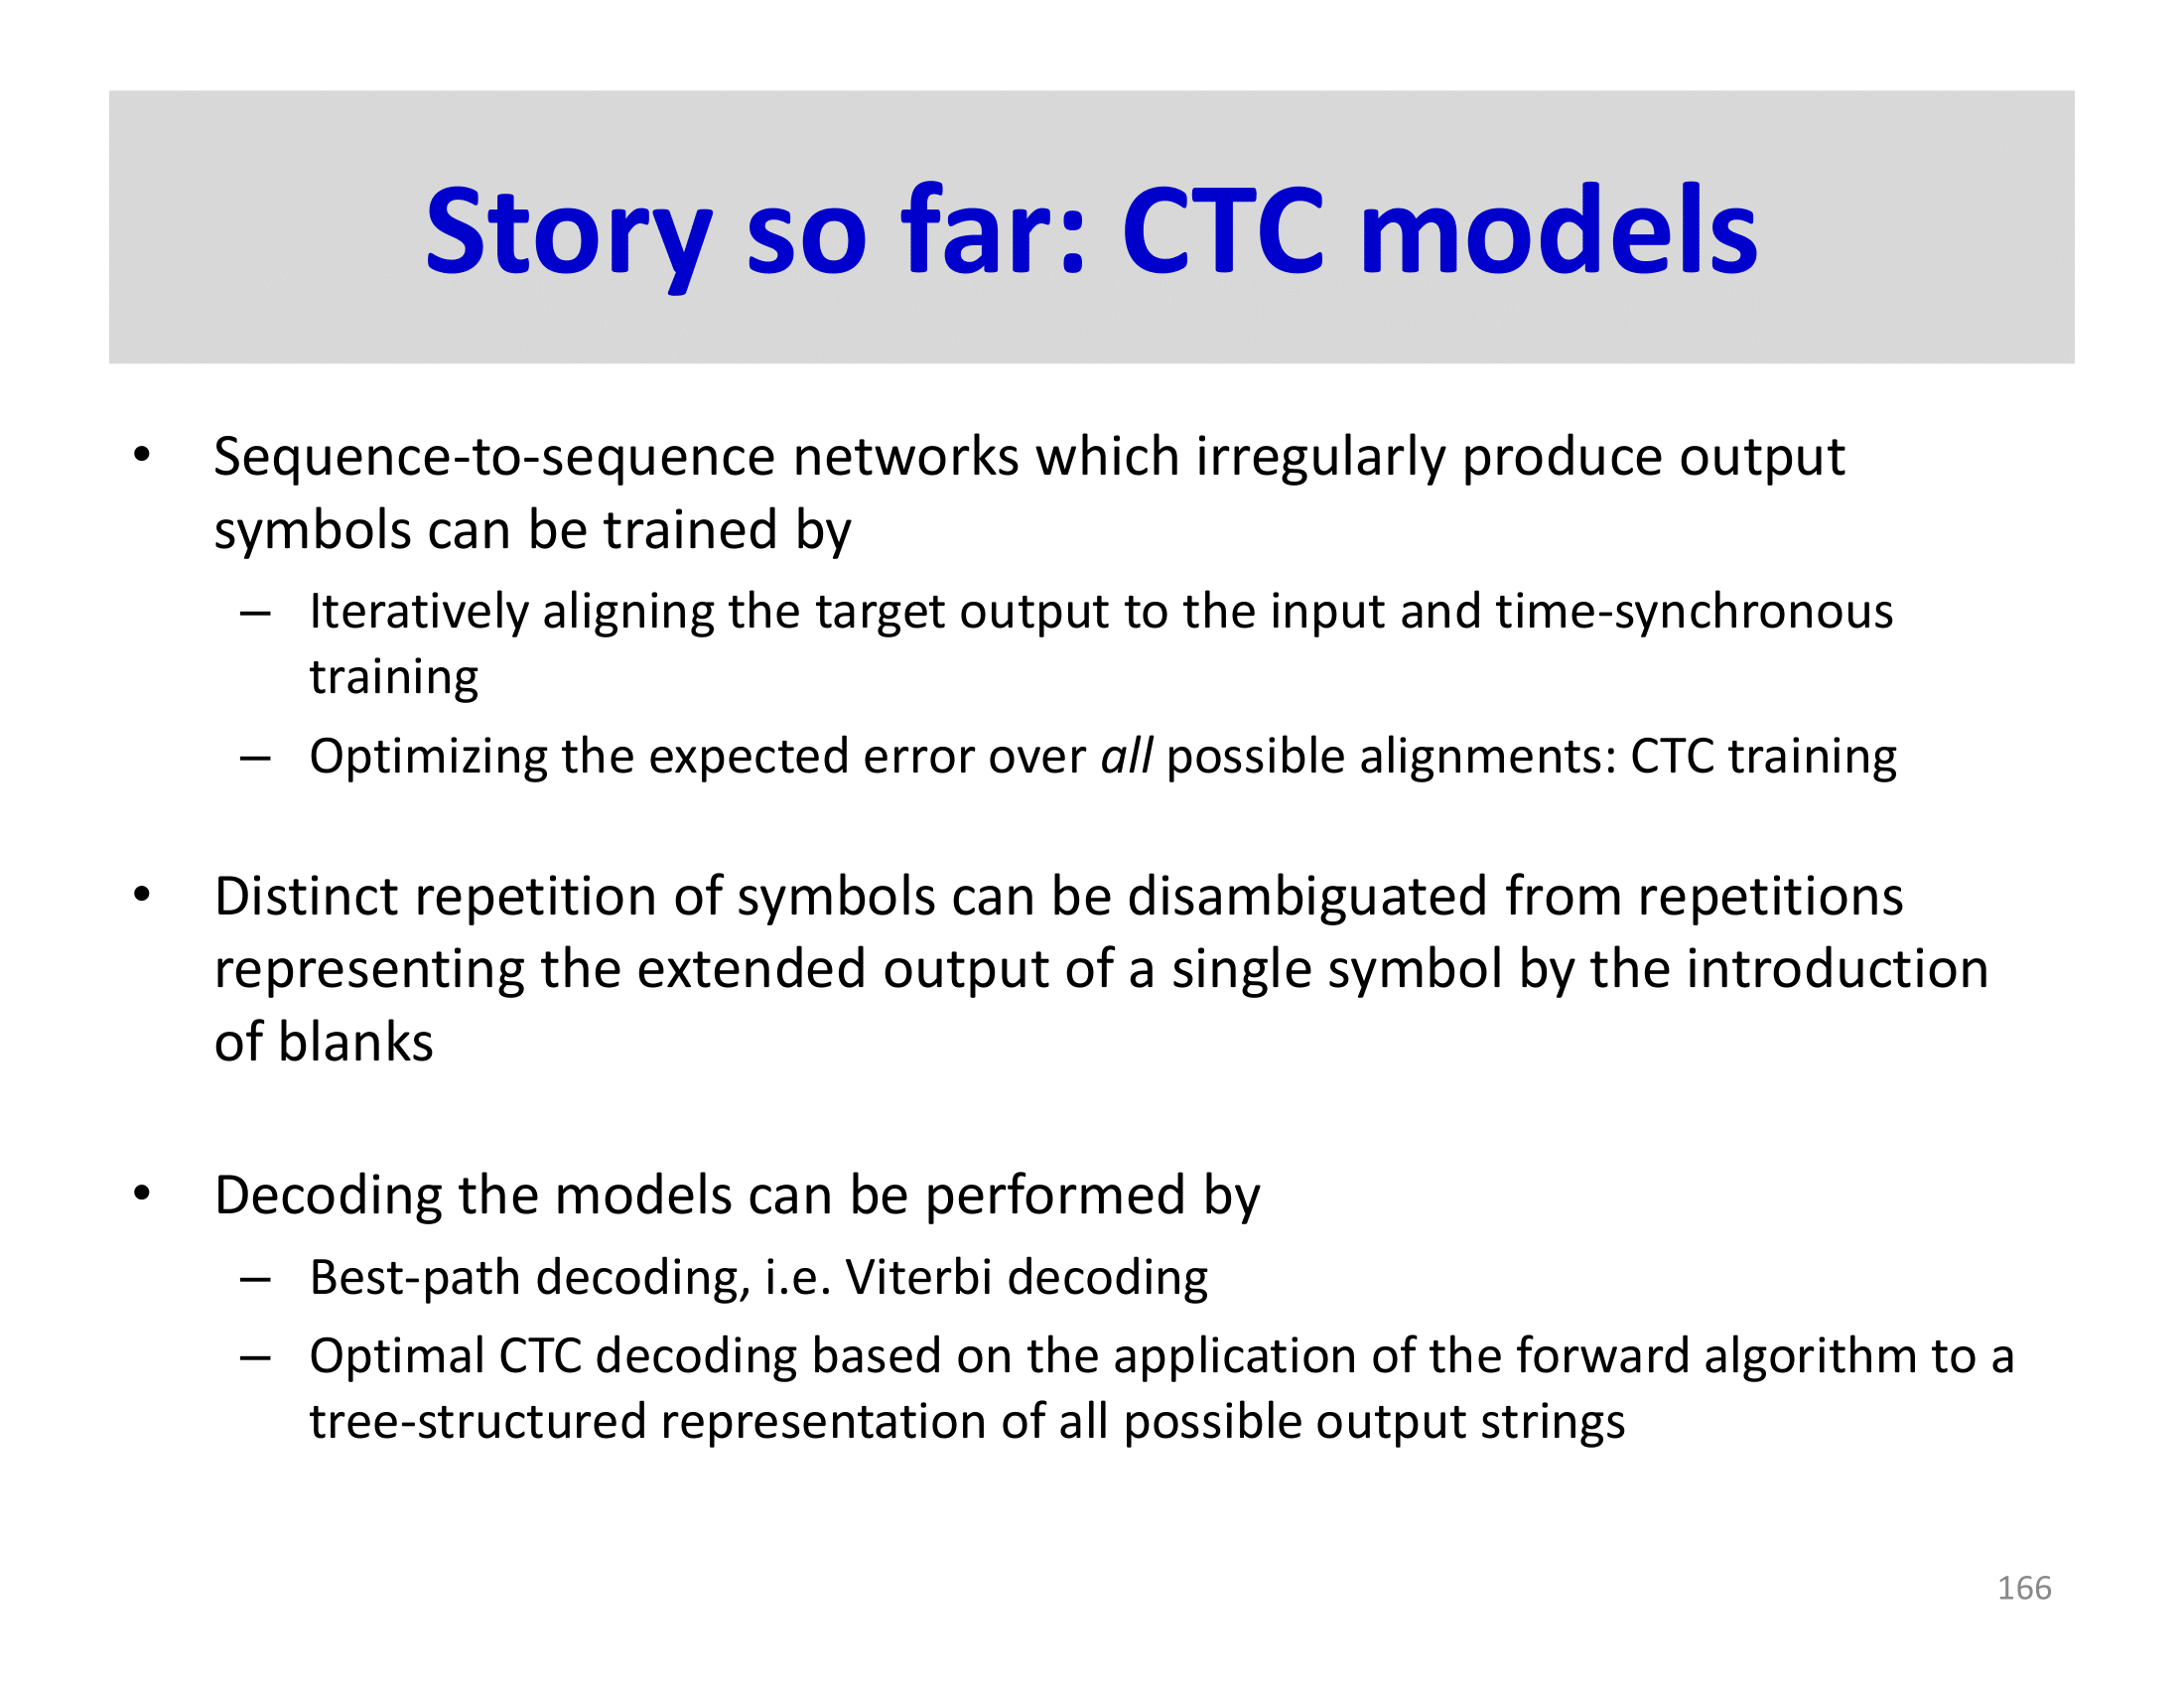 Story so far: CTC models
• Sequence-to-sequence networks which irregularly produce output
symbols can be trained by
– Iteratively aligning the target output to the input and time-synchronous
training
– Optimizing the expected error over all possible alignments: CTC training
• Distinct repetition of symbols can be disambiguated from repetitions
representing the extended output of a single symbol by the introduction
of blanks
• Decoding the models can be performed by
– Best-path decoding, i.e. Viterbi decoding
– Optimal CTC decoding based on the application of the forward algorithm to a
tree-structured representation of all possible output strings
166